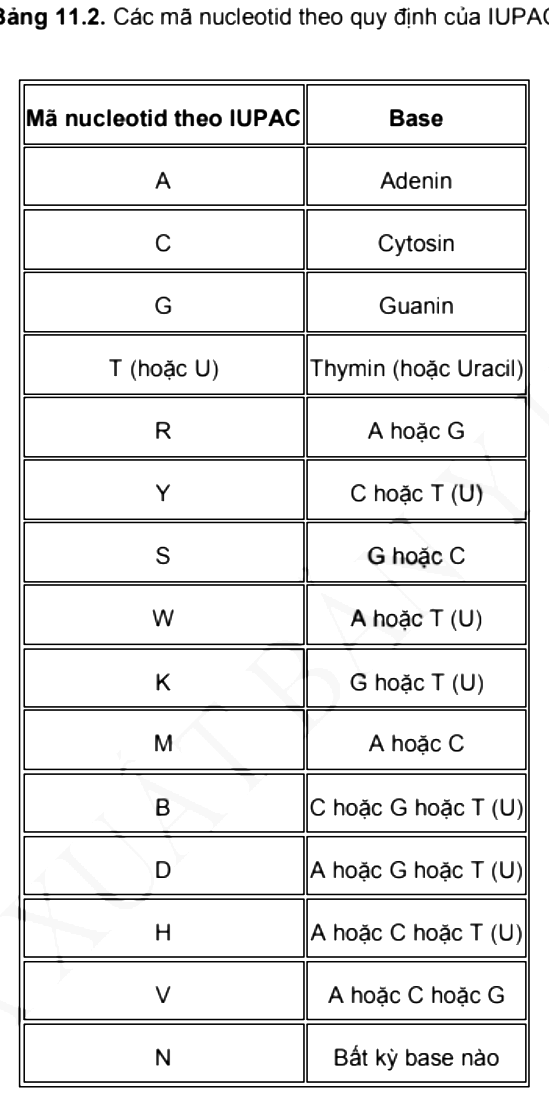 Bảng 11.2. Các mã nucleotid theo quy định của IUPAC
Mã nucleotid theo IUPAC Base
A Adenin
C Cytosin
G Guanin
T (hoặc U) Thymin (hoặc Uracil)
R A hoặc G
Y C hoặc T (U)
S G hoặc C
W A hoặc T (U)
K G hoặc T (U)
M A hoặc C
B C hoặc G hoặc T (U)
D A hoặc G hoặc T (U)
H A hoặc C hoặc T (U)
V A hoặc C hoặc G
N Bất kỳ base nào
XUẤT BẢN Y